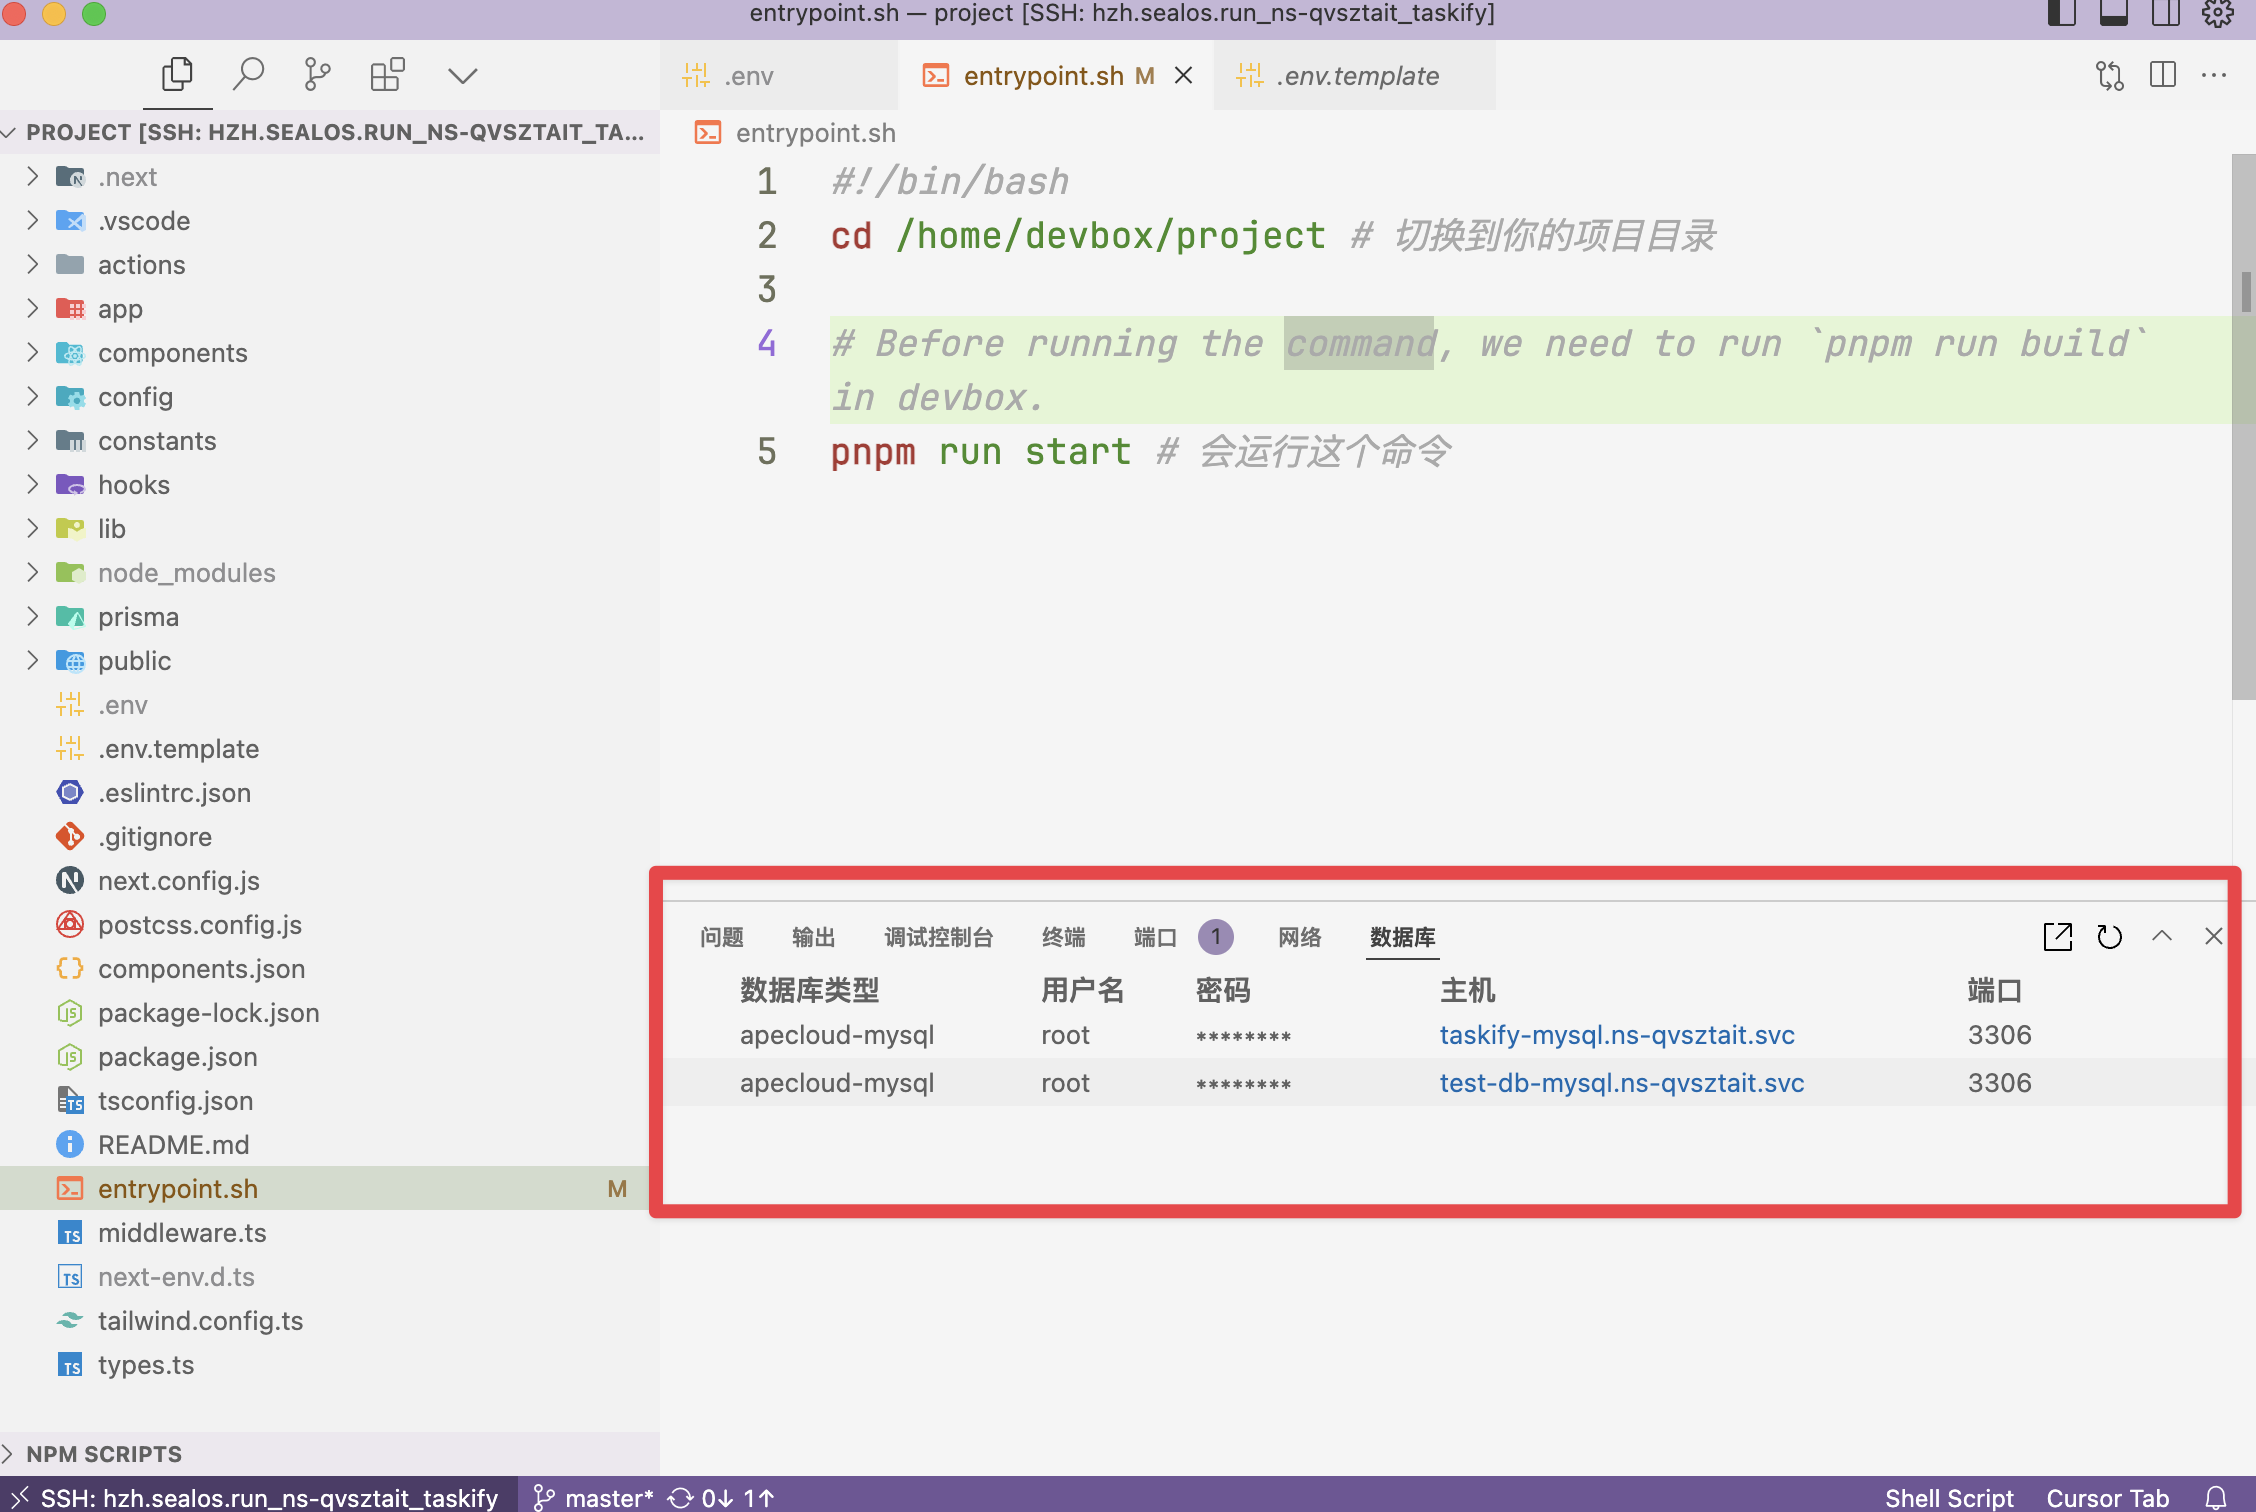 entrypoint.sh — project [SSH: hzh.sealos.run_ns-qvsztait_taskify]
.env
entrypoint.sh M
.env.template
PROJECT [SSH: HZH.SEALOS.RUN_NS-QVSZTAIT_TA...
entrypoint.sh
.next
.vscode
actions
app
components
config
constants
hooks
lib
node_modules
prisma
public
.env
.env.template
.eslintrc.json
.gitignore
next.config.js
postcss.config.js
components.json
package-lock.json
package.json
tsconfig.json
README.md
entrypoint.sh M
middleware.ts
next-env.d.ts
tailwind.config.ts
types.ts
NPM SCRIPTS
1 #!/bin/bash
2 cd /home/devbox/project # 切换到你的项目目录
3
4 # Before running the command, we need to run `pnpm run build`
in devbox.
5 pnpm run start # 会运行这个命令
问题 输出 调试控制台 终端 端口 1 网络 数据库
数据库类型 用户名 密码 主机 端口
apecloud-mysql root ******** taskify-mysql.ns-qvsztait.svc 3306
apecloud-mysql root ******** test-db-mysql.ns-qvsztait.svc 3306
SSH: hzh.sealos.run_ns-qvsztait_taskify master* 0↓ 1↑ Shell Script Cursor Tab